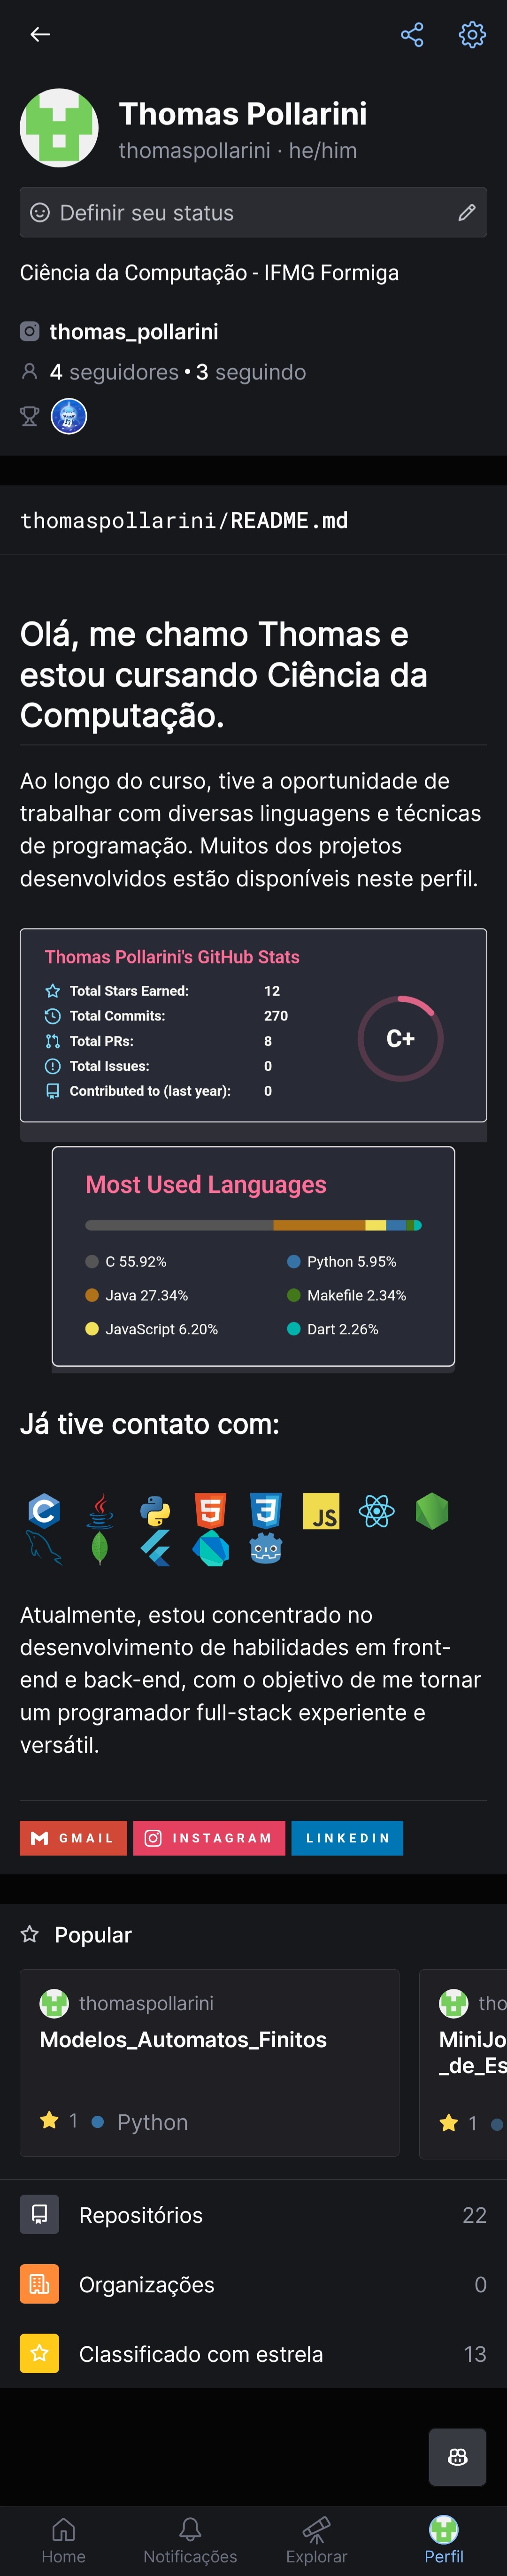 Thomas Pollarini
thomaspollarini · he/him
Definir seu status
Ciência da Computação - IFMG Formiga
thomas_pollarini
4 seguidores • 3 seguindo
thomaspollarini/README.md
Olá, me chamo Thomas e
estou cursando Ciência da
Computação.
Ao longo do curso, tive a oportunidade de
trabalhar com diversas linguagens e técnicas
de programação. Muitos dos projetos
desenvolvidos estão disponíveis neste perfil.
Thomas Pollarini's GitHub Stats
Total Stars Earned: 12
Total Commits: 270
Total PRs: 8
Total Issues: 0
Contributed to (last year): 0
C+
Most Used Languages
C 55.92%
Python 5.95%
Java 27.34%
Makefile 2.34%
JavaScript 6.20%
Dart 2.26%
Já tive contato com:
C
5
3
JS
Atualmente, estou concentrado no
desenvolvimento de habilidades em front-
end e back-end, com o objetivo de me tornar
um programador full-stack experiente e
versátil.
GMAIL
INSTAGRAM
LINKEDIN
Popular
thomaspollarini
Modelos_Automatos_Finitos
1 Python
tho
MiniJo
_de_Es
1
Repositórios 22
Organizações 0
Classificado com estrela 13
Home
Notificações
Explorar
Perfil